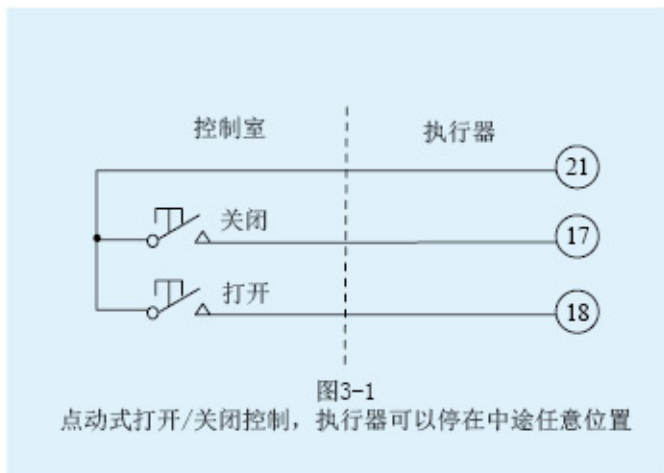 控制室 执行器
21
关闭 17
打开 18
图3-1
点动式打开/关闭控制，执行器可以停在中途任意位置